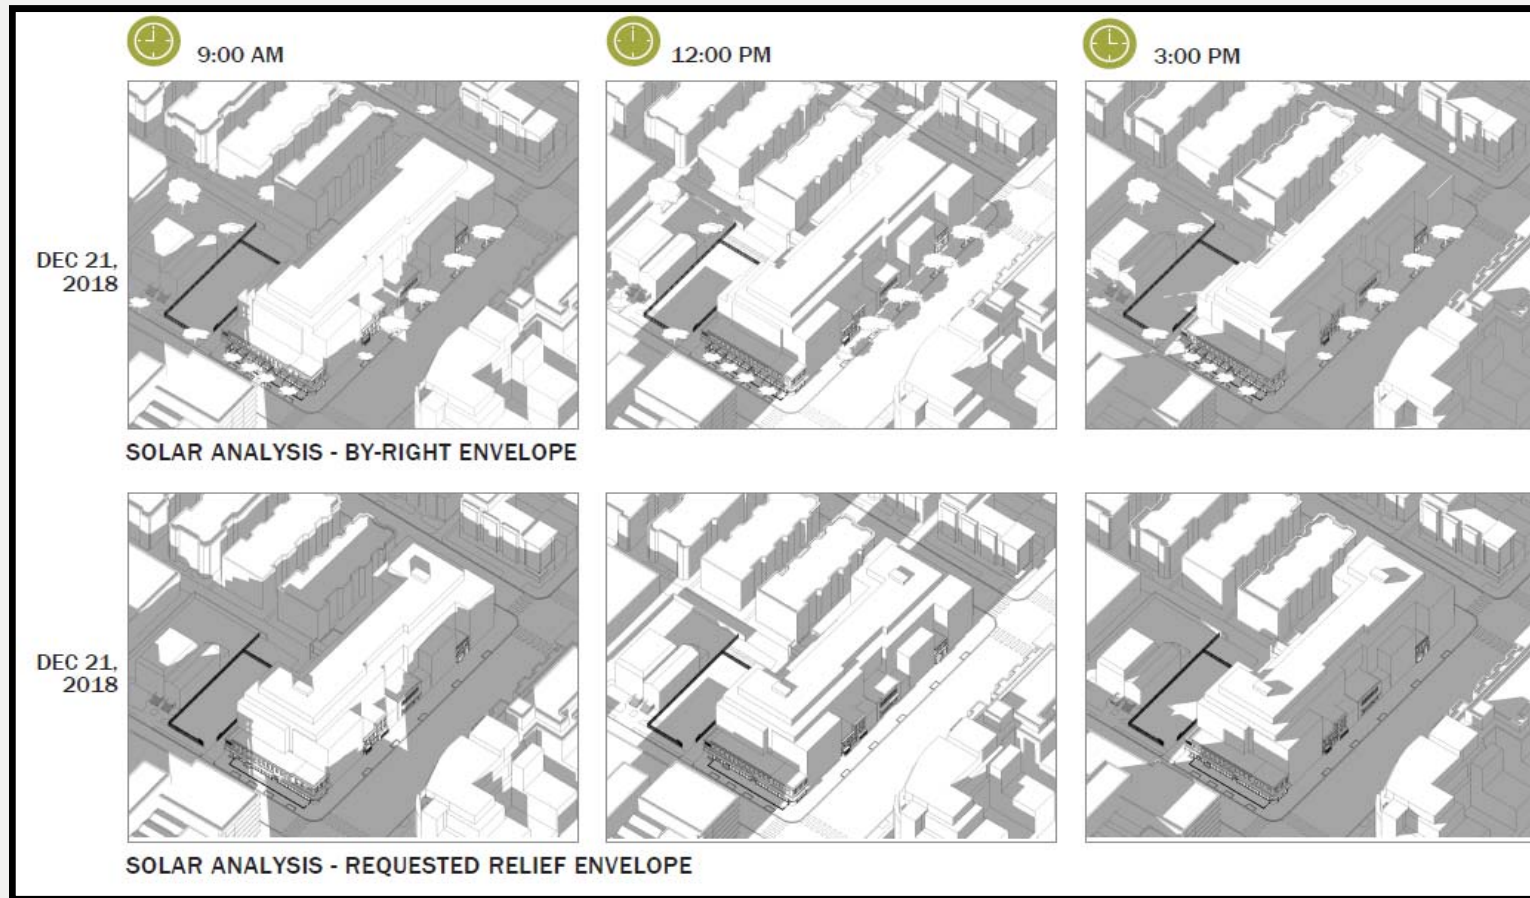 9:00 AM
12:00 PM
3:00 PM
DEC 21,
2018
SOLAR ANALYSIS - BY-RIGHT ENVELOPE
DEC 21,
2018
SOLAR ANALYSIS - REQUESTED RELIEF ENVELOPE